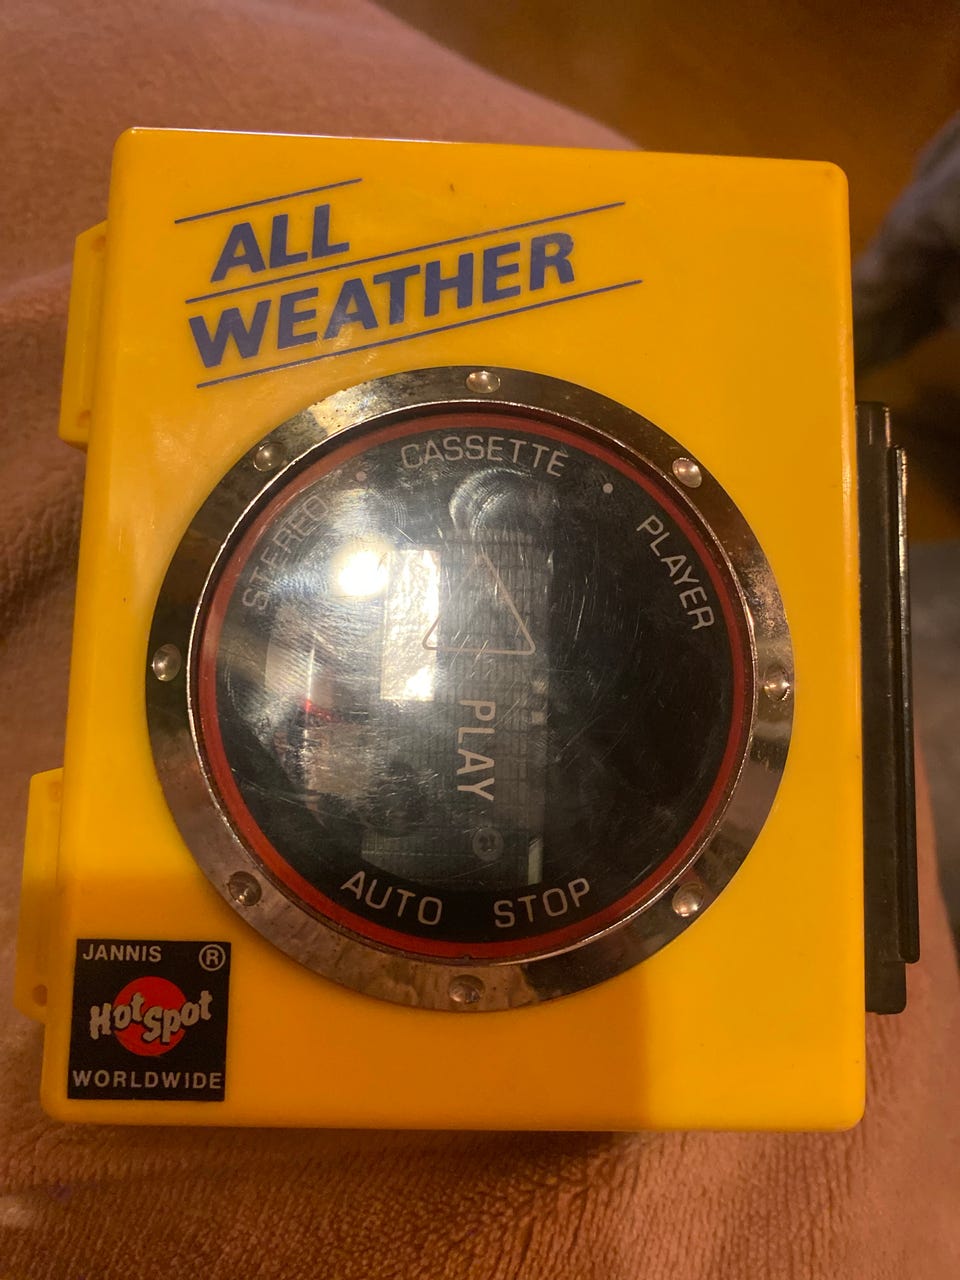 ALL
WEATHER
STEREO • CASSETTE • PLAYER
PLAY
AUTO STOP
JANNIS ®
HotSpot
WORLDWIDE